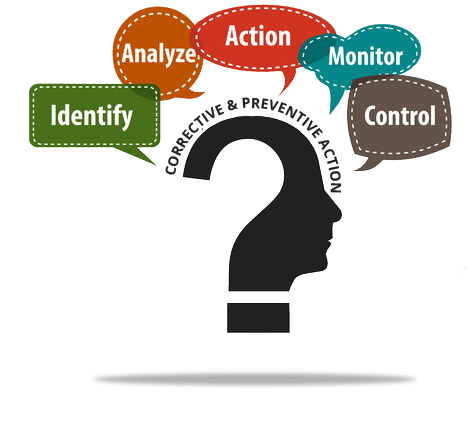 Identify
Analyze
Action
Monitor
Control
CORRECTIVE & PREVENTIVE ACTION